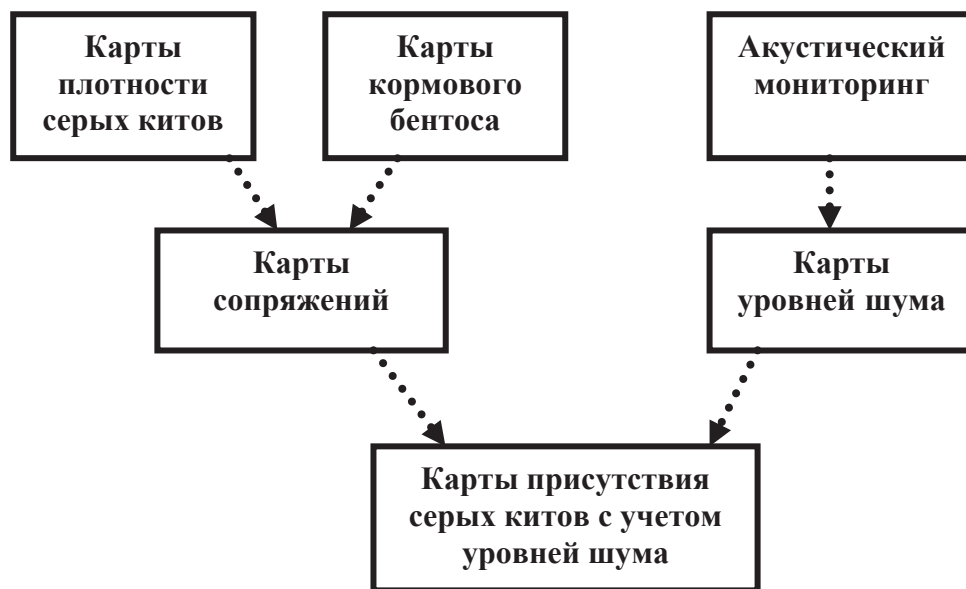 Карты
плотности
серых китов
Карты
кормового
бентоса
Акустический
мониторинг
Карты
сопряжений
Карты
уровней шума
Карты присутствия
серых китов с учетом
уровней шума